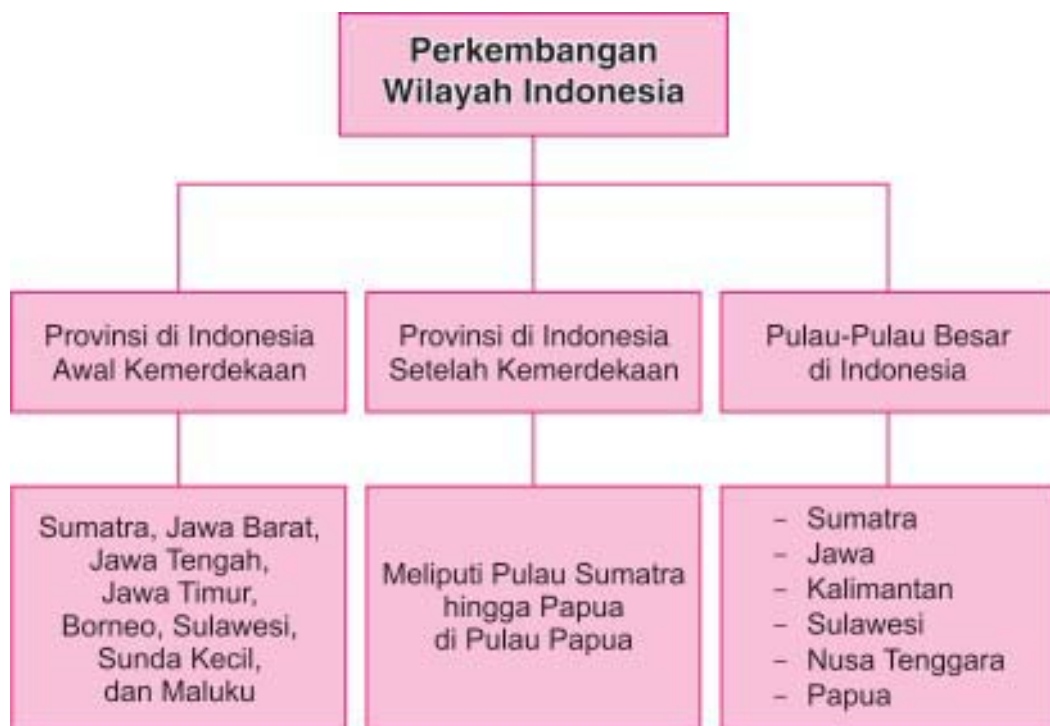 Perkembangan
Wilayah Indonesia
Provinsi di Indonesia
Awal Kemerdekaan
Provinsi di Indonesia
Setelah Kemerdekaan
Pulau-Pulau Besar
di Indonesia
Sumatra, Jawa Barat,
Jawa Tengah,
Jawa Timur,
Borneo, Sulawesi,
Sunda Kecil,
dan Maluku
Meliputi Pulau Sumatra
hingga Papua
di Pulau Papua
– Sumatra
– Jawa
– Kalimantan
– Sulawesi
– Nusa Tenggara
– Papua